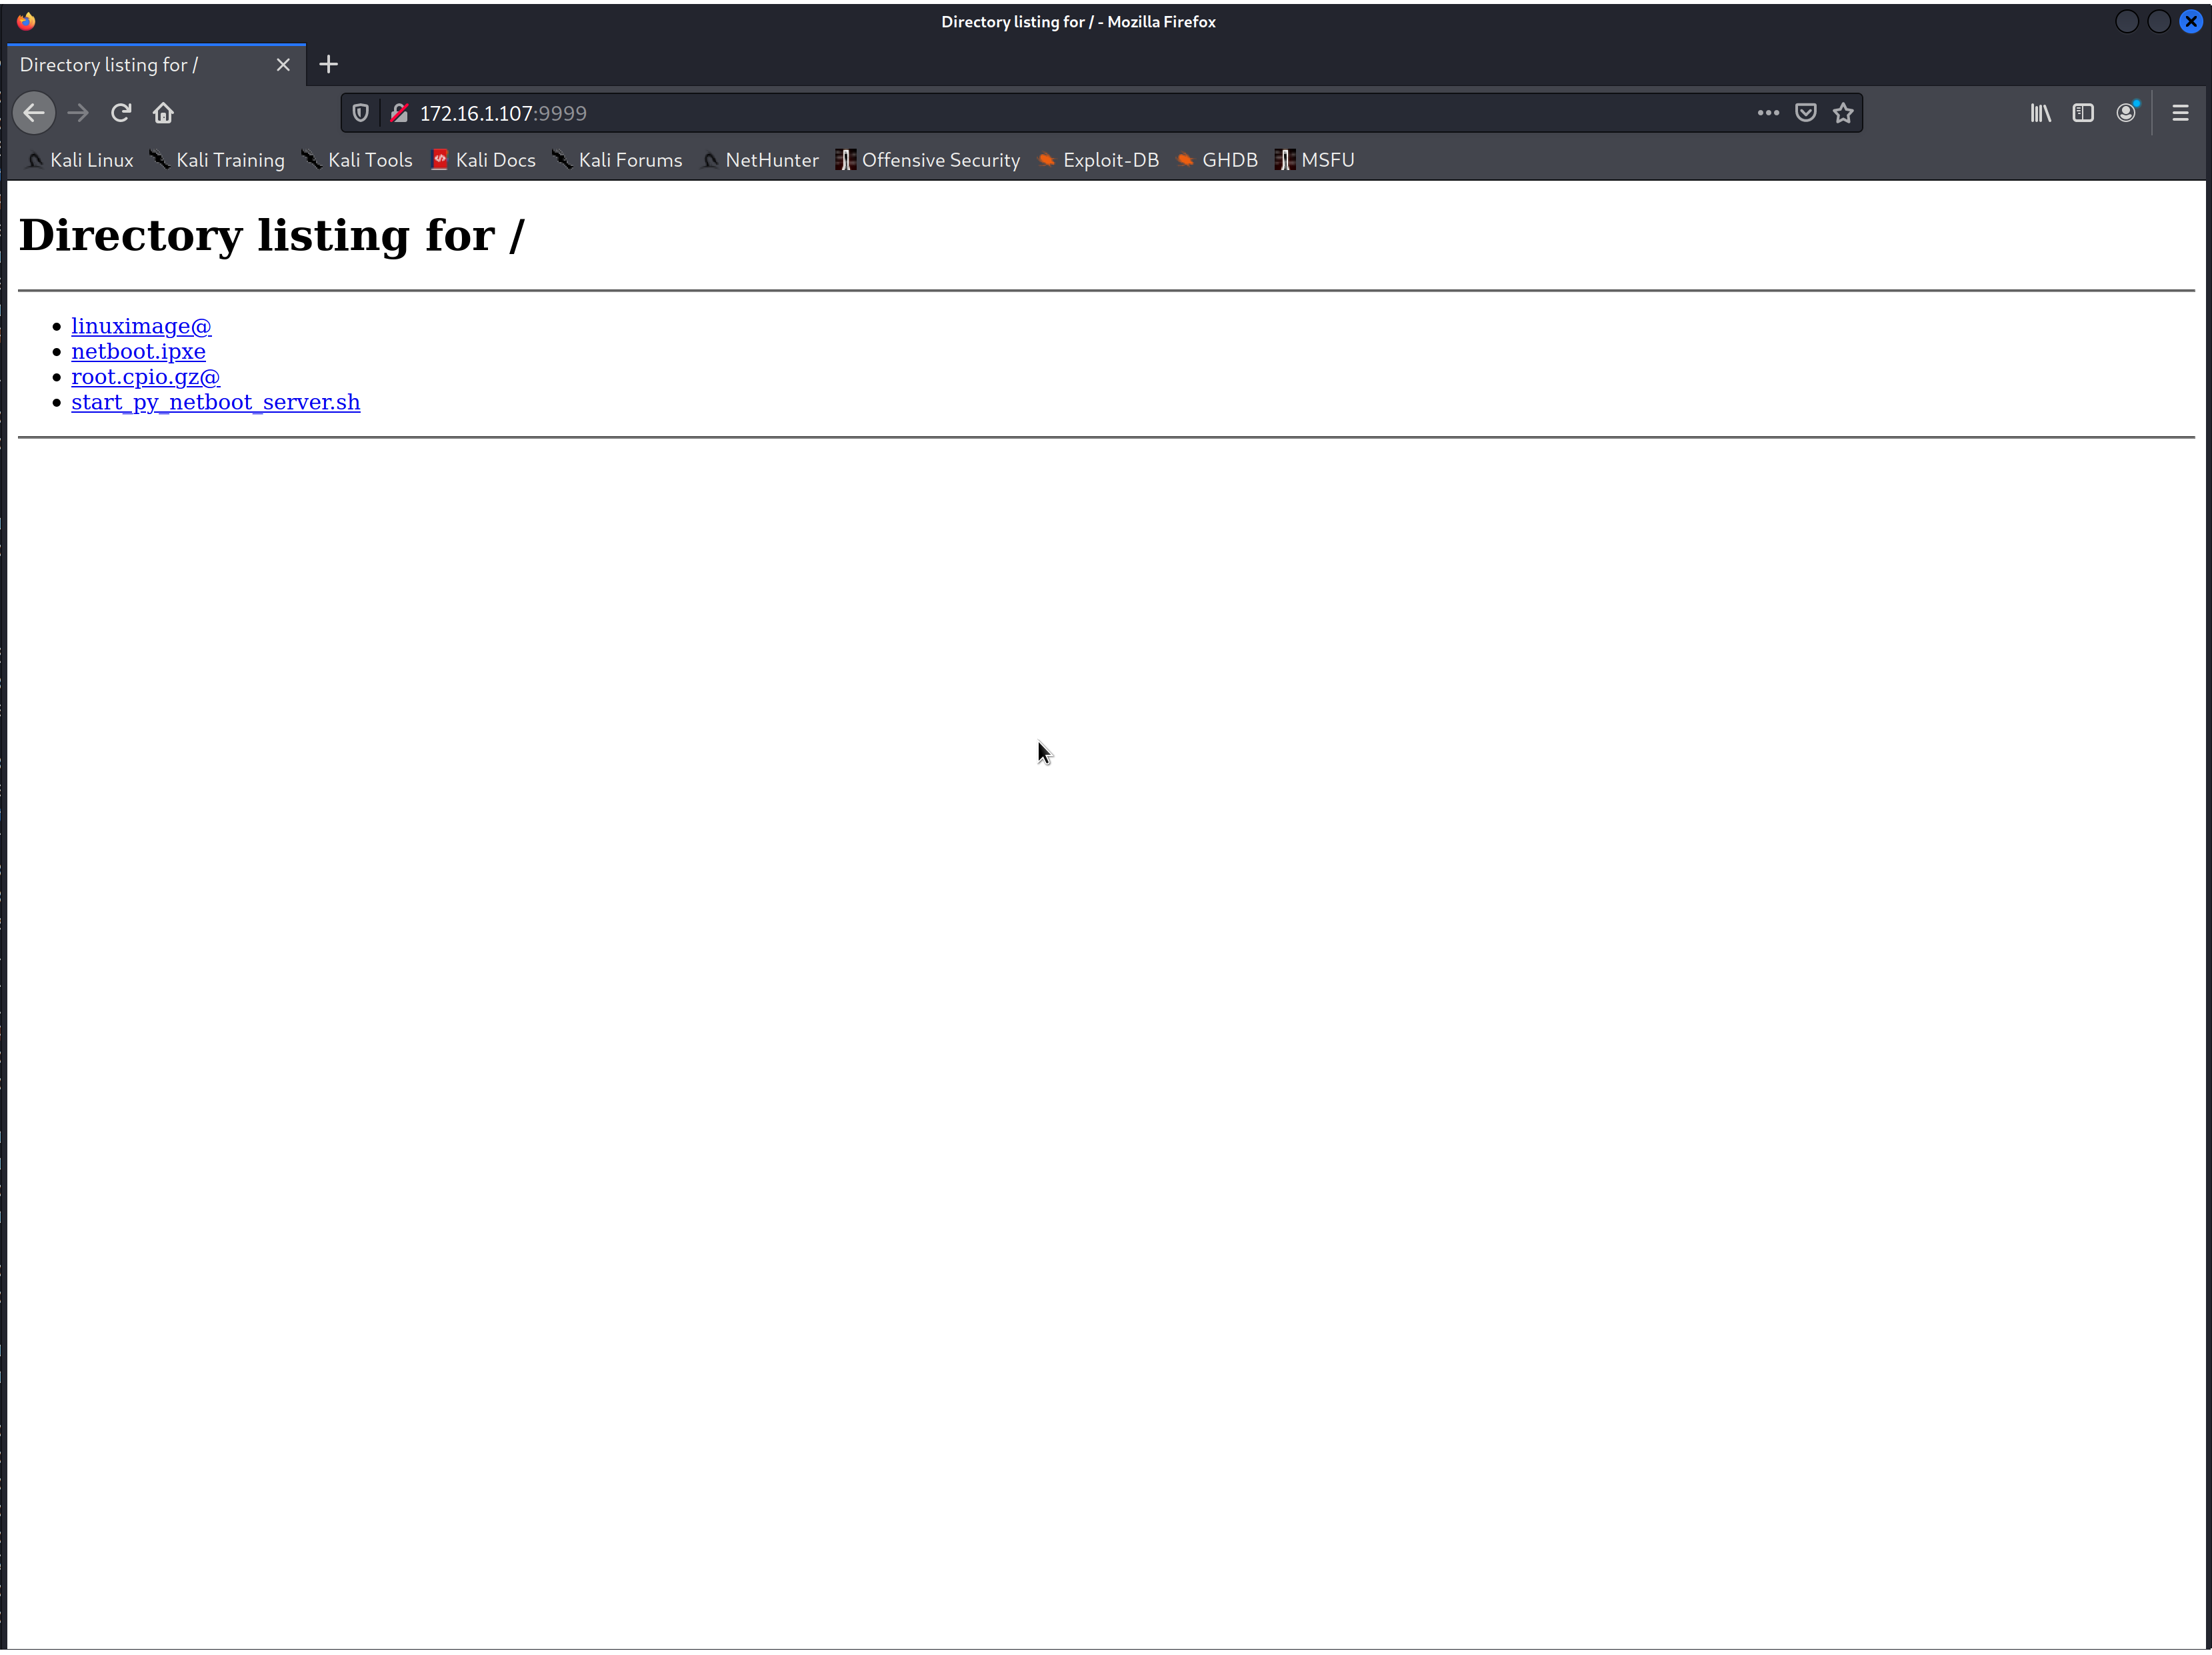 Directory listing for / - Mozilla Firefox
Directory listing for /
172.16.1.107:9999
Kali Linux Kali Training Kali Tools Kali Docs Kali Forums NetHunter Offensive Security Exploit-DB GHDB MSFU
Directory listing for /
linuximage@
netboot.ipxe
root.cpio.gz@
start_py_netboot_server.sh